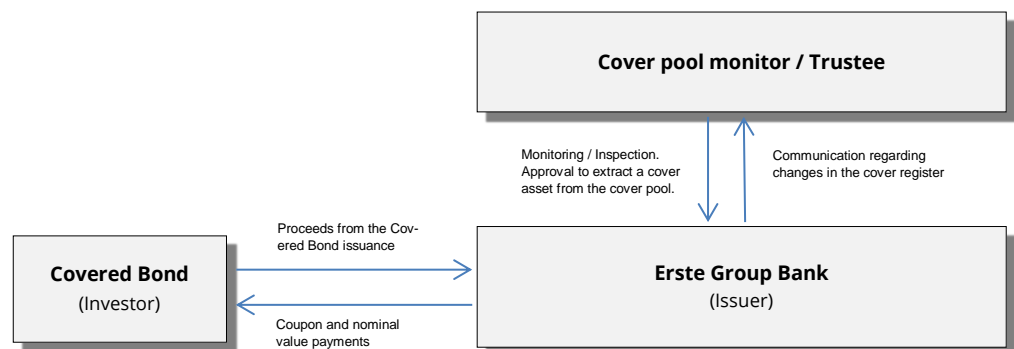 Cover pool monitor / Trustee
Monitoring / Inspection.
Approval to extract a cover
asset from the cover pool.
Communication regarding
changes in the cover register
Proceeds from the Cov-
ered Bond issuance
Covered Bond
(Investor)
Erste Group Bank
(Issuer)
Coupon and nominal
value payments